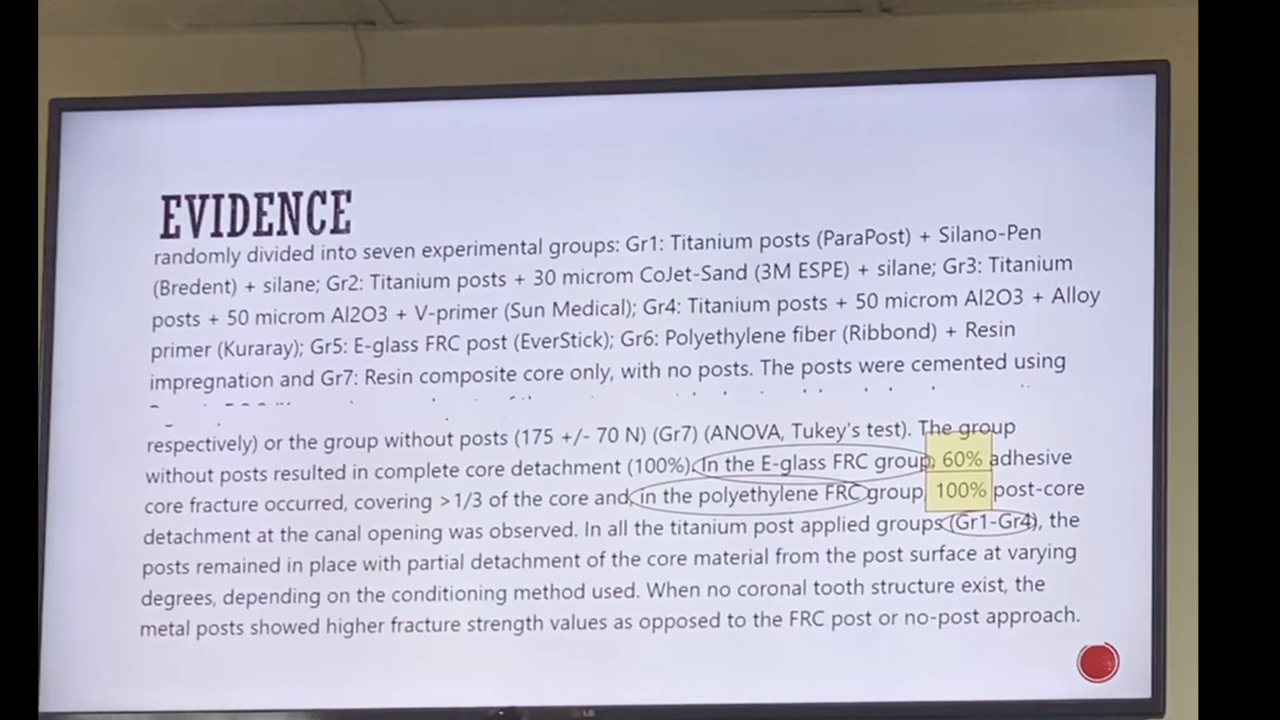 EVIDENCE
randomly divided into seven experimental groups: Gr1: Titanium posts (ParaPost) + Silano-Pen
(Bredent) + silane; Gr2: Titanium posts + 30 microm CoJet-Sand (3M ESPE) + silane; Gr3: Titanium
posts + 50 microm Al2O3 + V-primer (Sun Medical); Gr4: Titanium posts + 50 microm Al2O3 + Alloy
primer (Kuraray); Gr5: E-glass FRC post (EverStick); Gr6: Polyethylene fiber (Ribbond) + Resin
impregnation and Gr7: Resin composite core only, with no posts. The posts were cemented using
respectively) or the group without posts (175 +/- 70 N) (Gr7) (ANOVA, Tukey's test). The group
without posts resulted in complete core detachment (100%). In the E-glass FRC group, 60% adhesive
core fracture occurred, covering >1/3 of the core and, in the polyethylene FRC group 100% post-core
detachment at the canal opening was observed. In all the titanium post applied groups (Gr1-Gr4), the
posts remained in place with partial detachment of the core material from the post surface at varying
degrees, depending on the conditioning method used. When no coronal tooth structure exist, the
metal posts showed higher fracture strength values as opposed to the FRC post or no-post approach.
LG